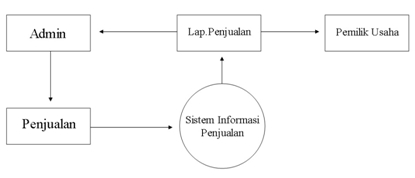 Admin
Lap.Penjualan
Pemilik Usaha
Penjualan
Sistem Informasi
Penjualan